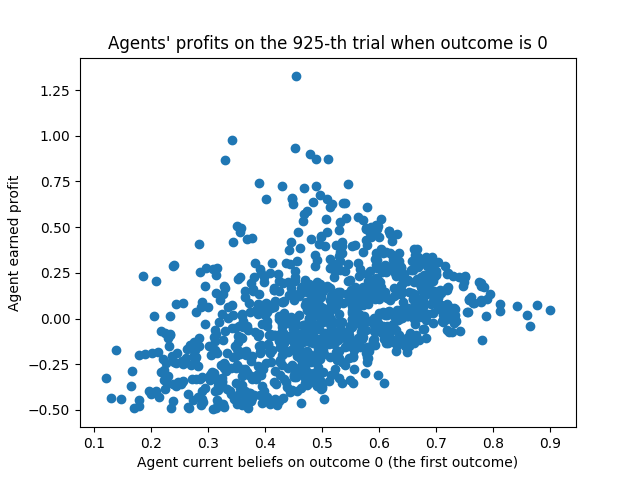 Agents' profits on the 925-th trial when outcome is 0
1.25
1.00
0.75
0.50
0.25
0.00
−0.25
−0.50
Agent earned profit
0.1 0.2 0.3 0.4 0.5 0.6 0.7 0.8 0.9
Agent current beliefs on outcome 0 (the first outcome)